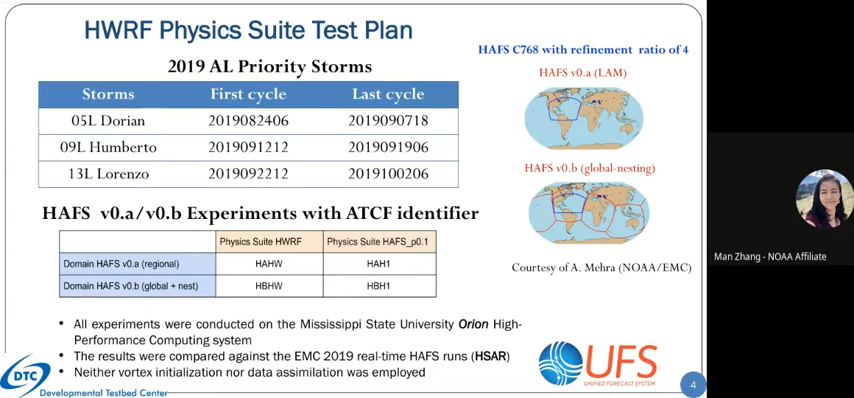 HWRF Physics Suite Test Plan
2019 AL Priority Storms
Storms First cycle Last cycle
05L Dorian 2019082406 2019090718
09L Humberto 2019091212 2019091906
13L Lorenzo 2019092212 2019100206
HAFS v0.a/v0.b Experiments with ATCF identifier
Physics Suite HWRF Physics Suite HAFS_p0.1
Domain HAFS v0.a (regional) HAHW HAH1
Domain HAFS v0.b (global + nest) HBHW HBH1
• All experiments were conducted on the Mississippi State University Orion High-
Performance Computing system
• The results were compared against the EMC 2019 real-time HAFS runs (HSAR)
• Neither vortex initialization nor data assimilation was employed
HAFS C768 with refinement ratio of 4
HAFS v0.a (LAM)
HAFS v0.b (global-nesting)
Courtesy of A. Mehra (NOAA/EMC)
DTC
Developmental Testbed Center
UFS
UNIFIED FORECAST SYSTEM
4
Man Zhang - NOAA Affiliate